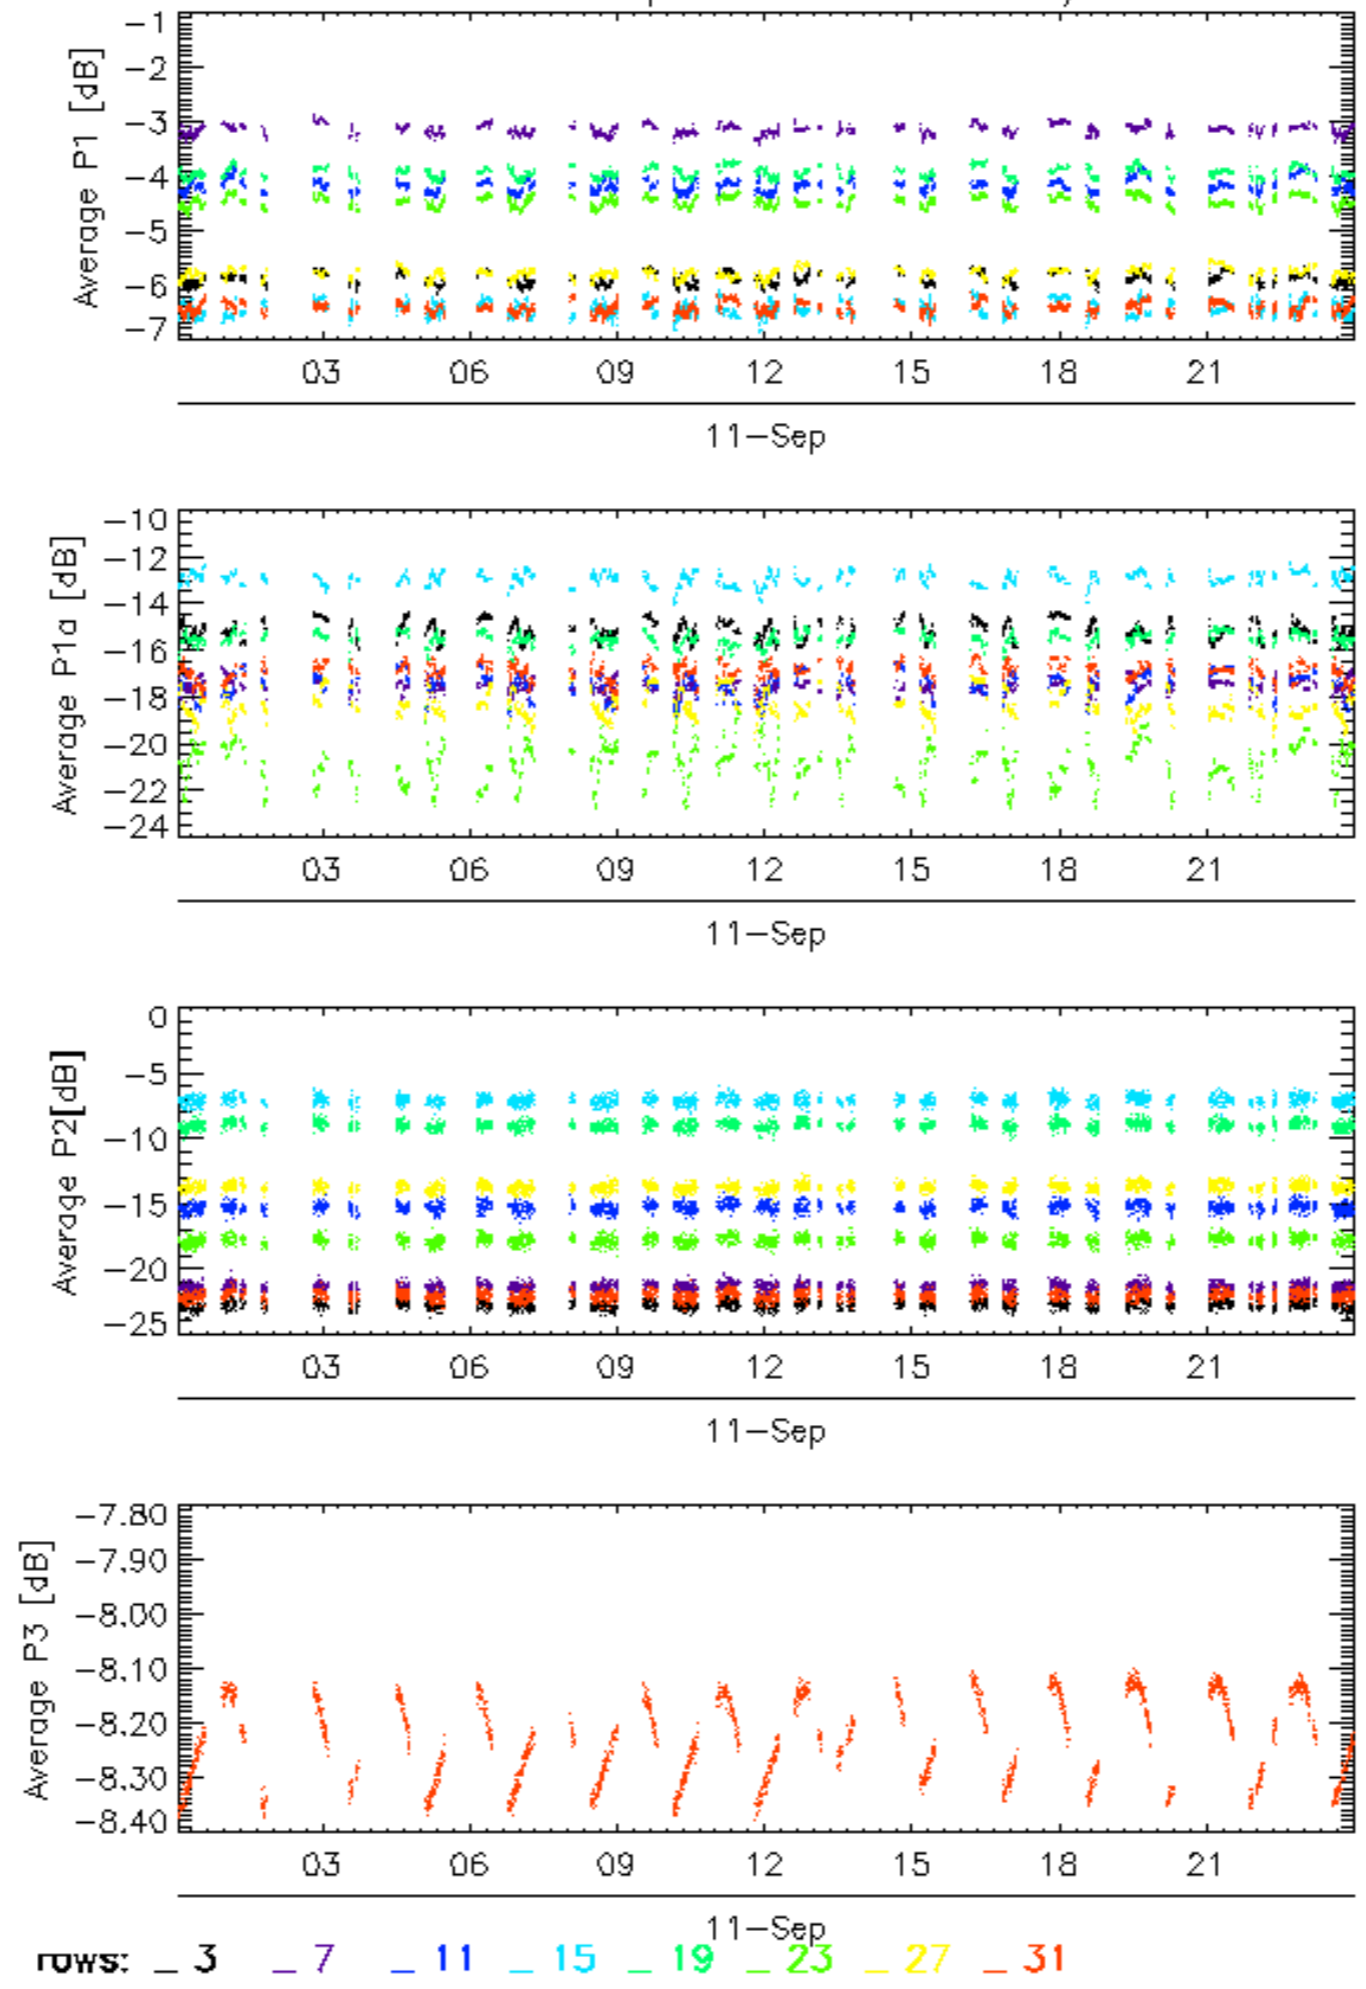 Average P1 [dB]
-1
-2
-3
-4
-5
-6
-7
03 06 09 12 15 18 21
11-Sep
Average P1a [dB]
-10
-12
-14
-16
-18
-20
-22
-24
03 06 09 12 15 18 21
11-Sep
Average P2[dB]
0
-5
-10
-15
-20
-25
03 06 09 12 15 18 21
11-Sep
Average P3 [dB]
-7.80
-7.90
-8.00
-8.10
-8.20
-8.30
-8.40
03 06 09 12 15 18 21
11-Sep
rows: _ 3 _ 7 _ 11 _ 15 _ 19 _ 23 _ 27 _ 31